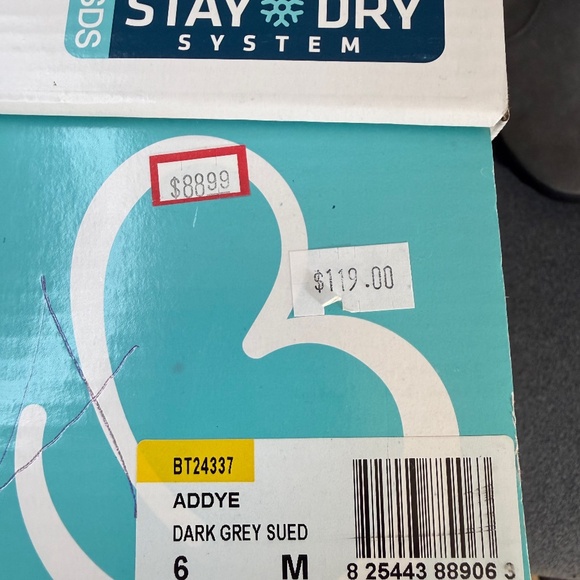 SDS
STAY DRY
SYSTEM
$8899
$119.00
BT24337
ADDYE
DARK GREY SUED
6 M
8 25443 88906 3